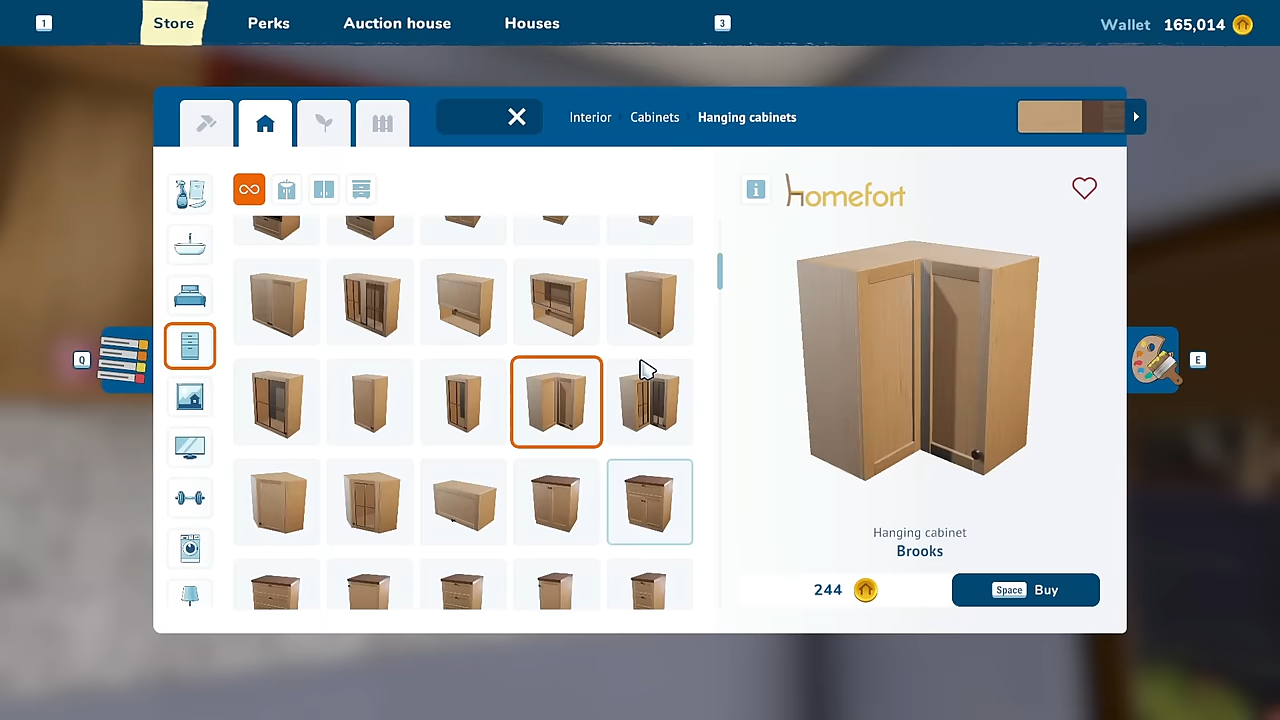 1
Store
Perks
Auction house
Houses
3
Wallet 165,014
Interior
Cabinets
Hanging cabinets
i
homefort
Q
E
Hanging cabinet
Brooks
244
Space Buy